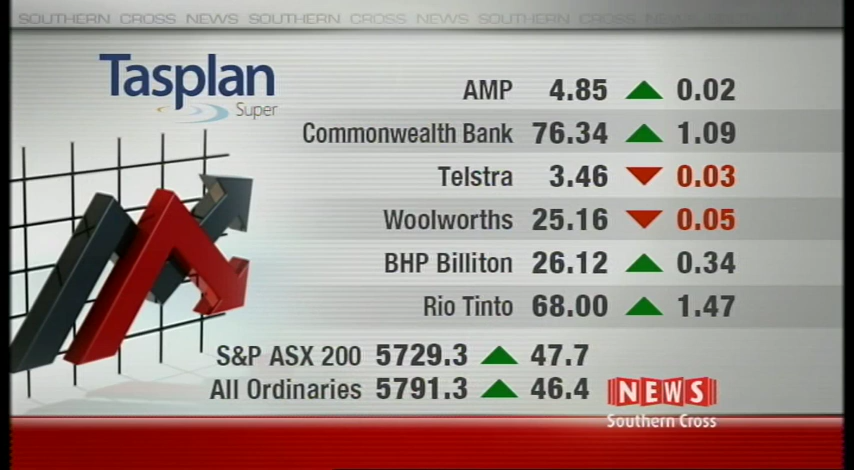 SOUTHERN CROSS NEWS SOUTHERN CROSS NEWS SOUTHERN CROSS NEWS SOUTHERN CROSS NEWS
Tasplan
Super
AMP 4.85 ▲ 0.02
Commonwealth Bank 76.34 ▲ 1.09
Telstra 3.46 ▼ 0.03
Woolworths 25.16 ▼ 0.05
BHP Billiton 26.12 ▲ 0.34
Rio Tinto 68.00 ▲ 1.47
S&P ASX 200 5729.3 ▲ 47.7
All Ordinaries 5791.3 ▲ 46.4
NEWS
Southern Cross